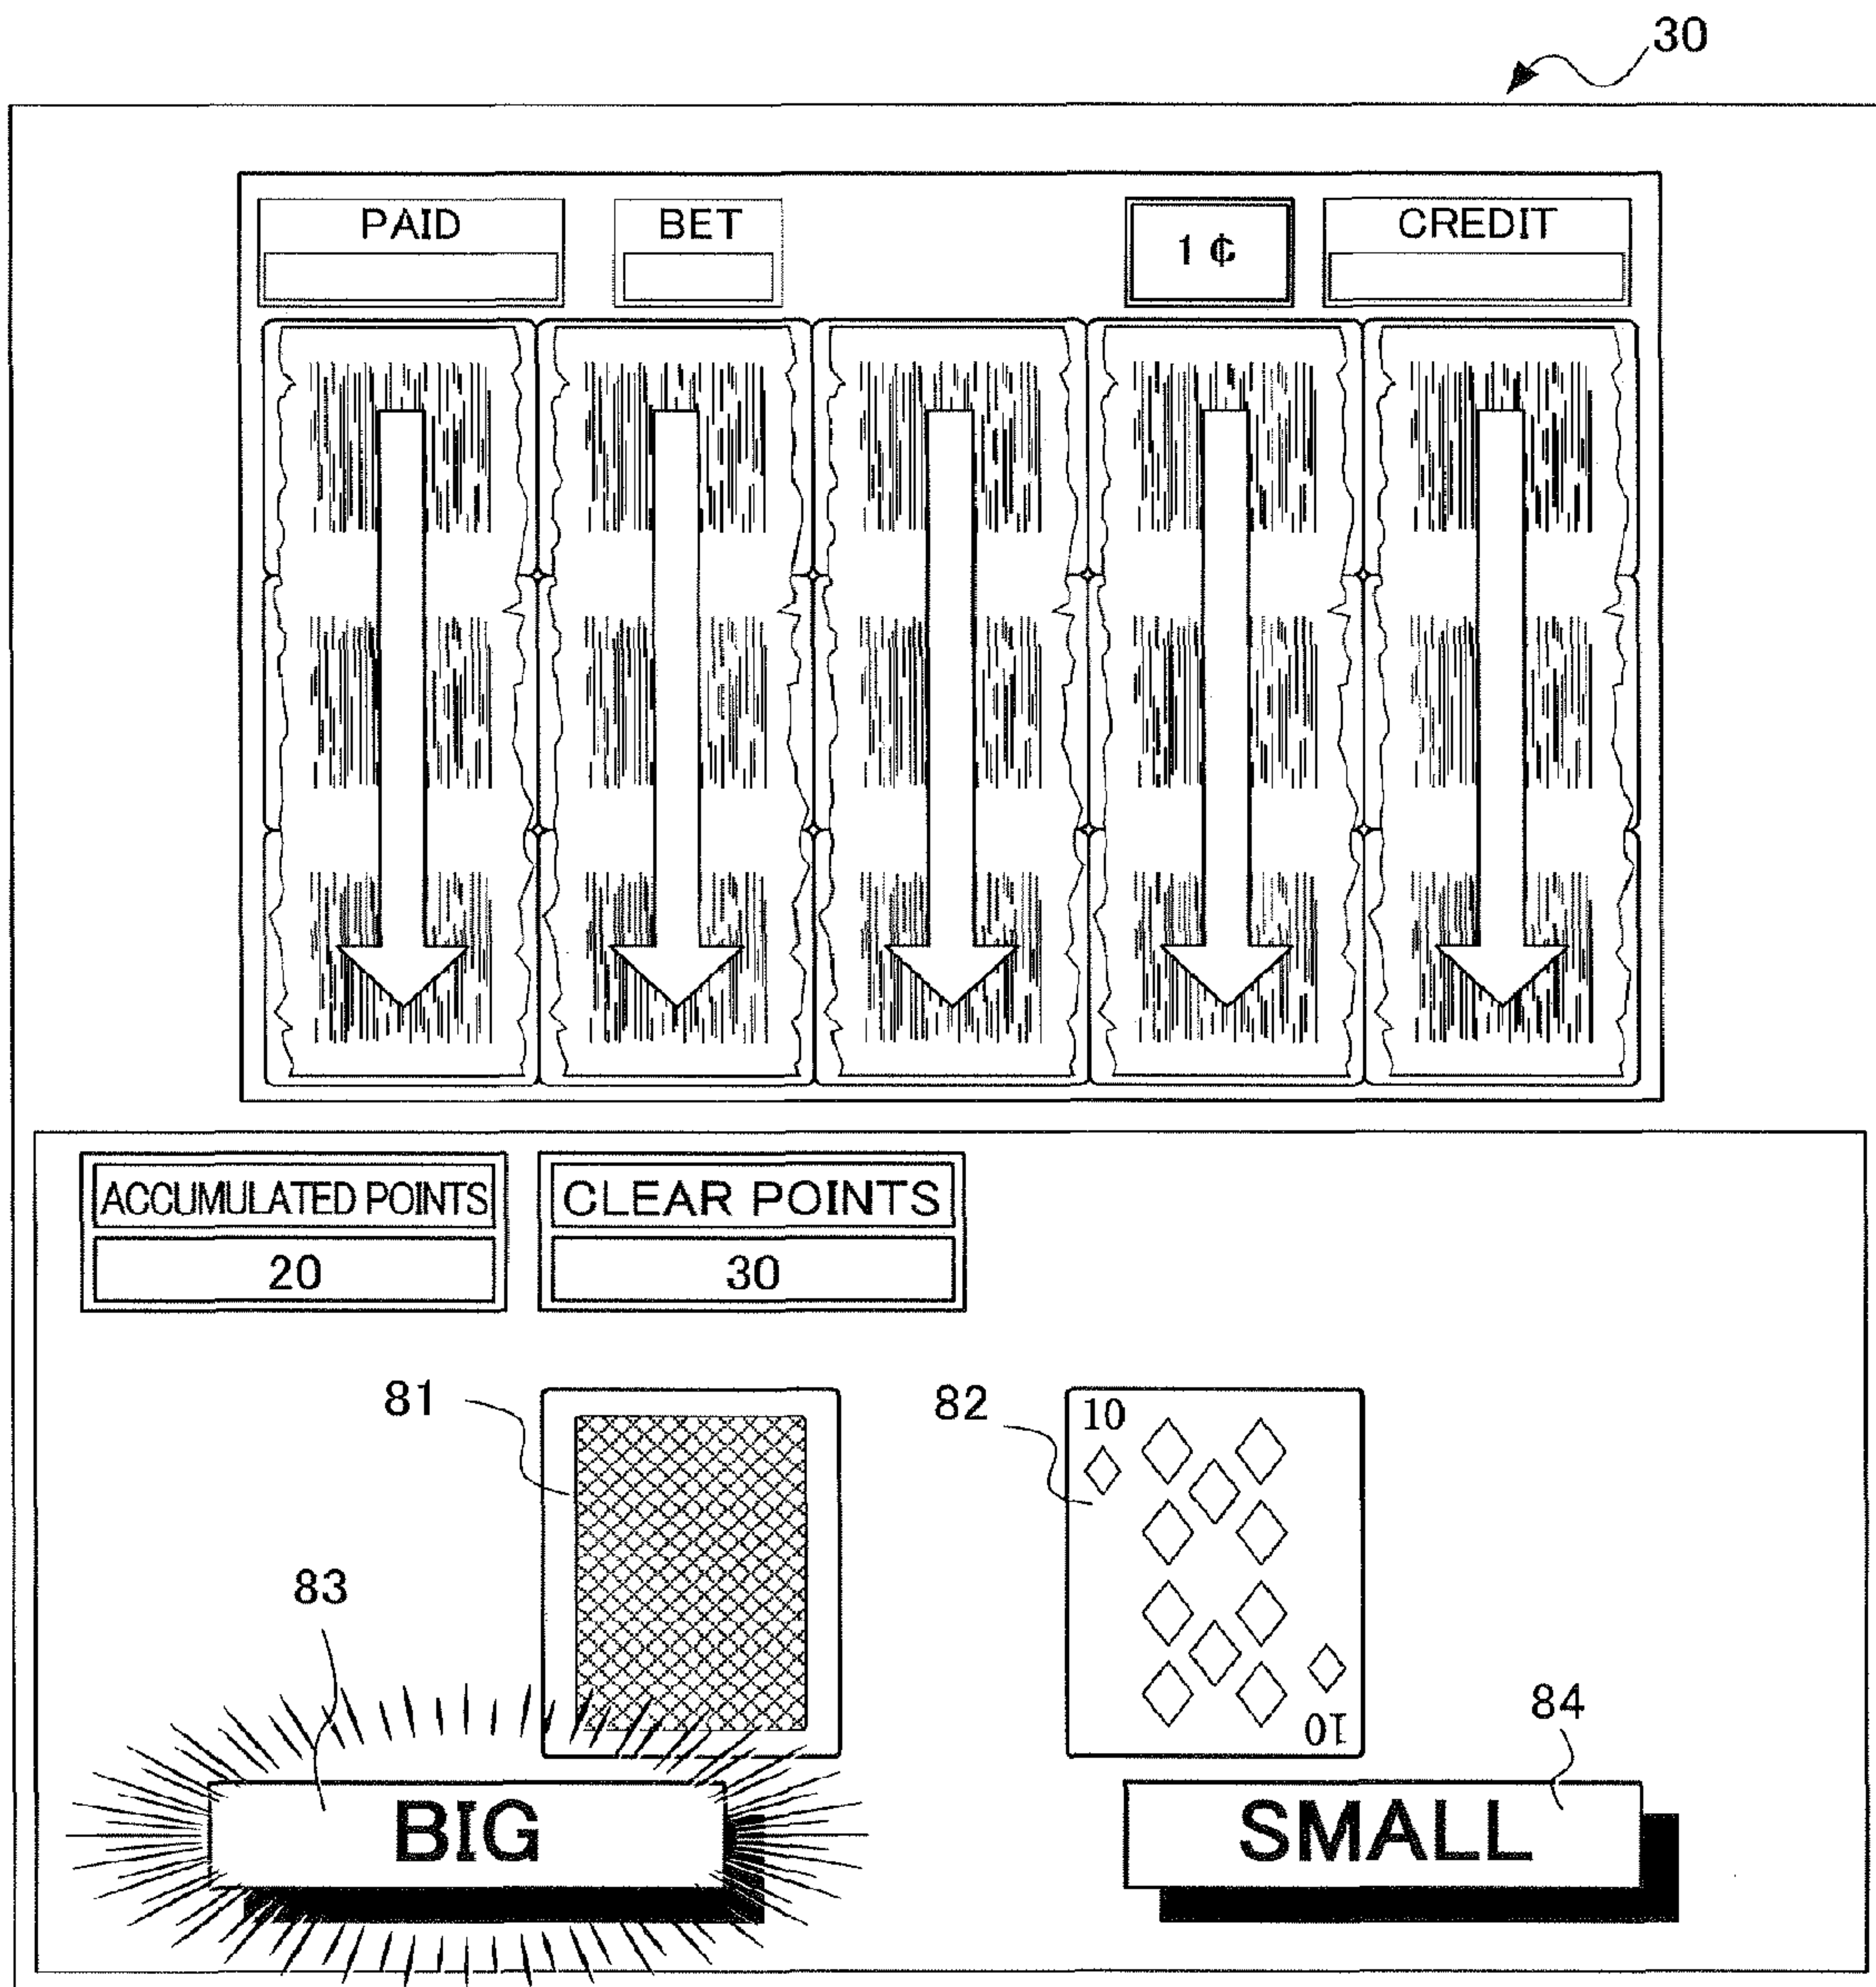 30
PAID BET 1 ¢ CREDIT
ACCUMULATED POINTS CLEAR POINTS
20 30
81 82 10
83
10 84
BIG SMALL